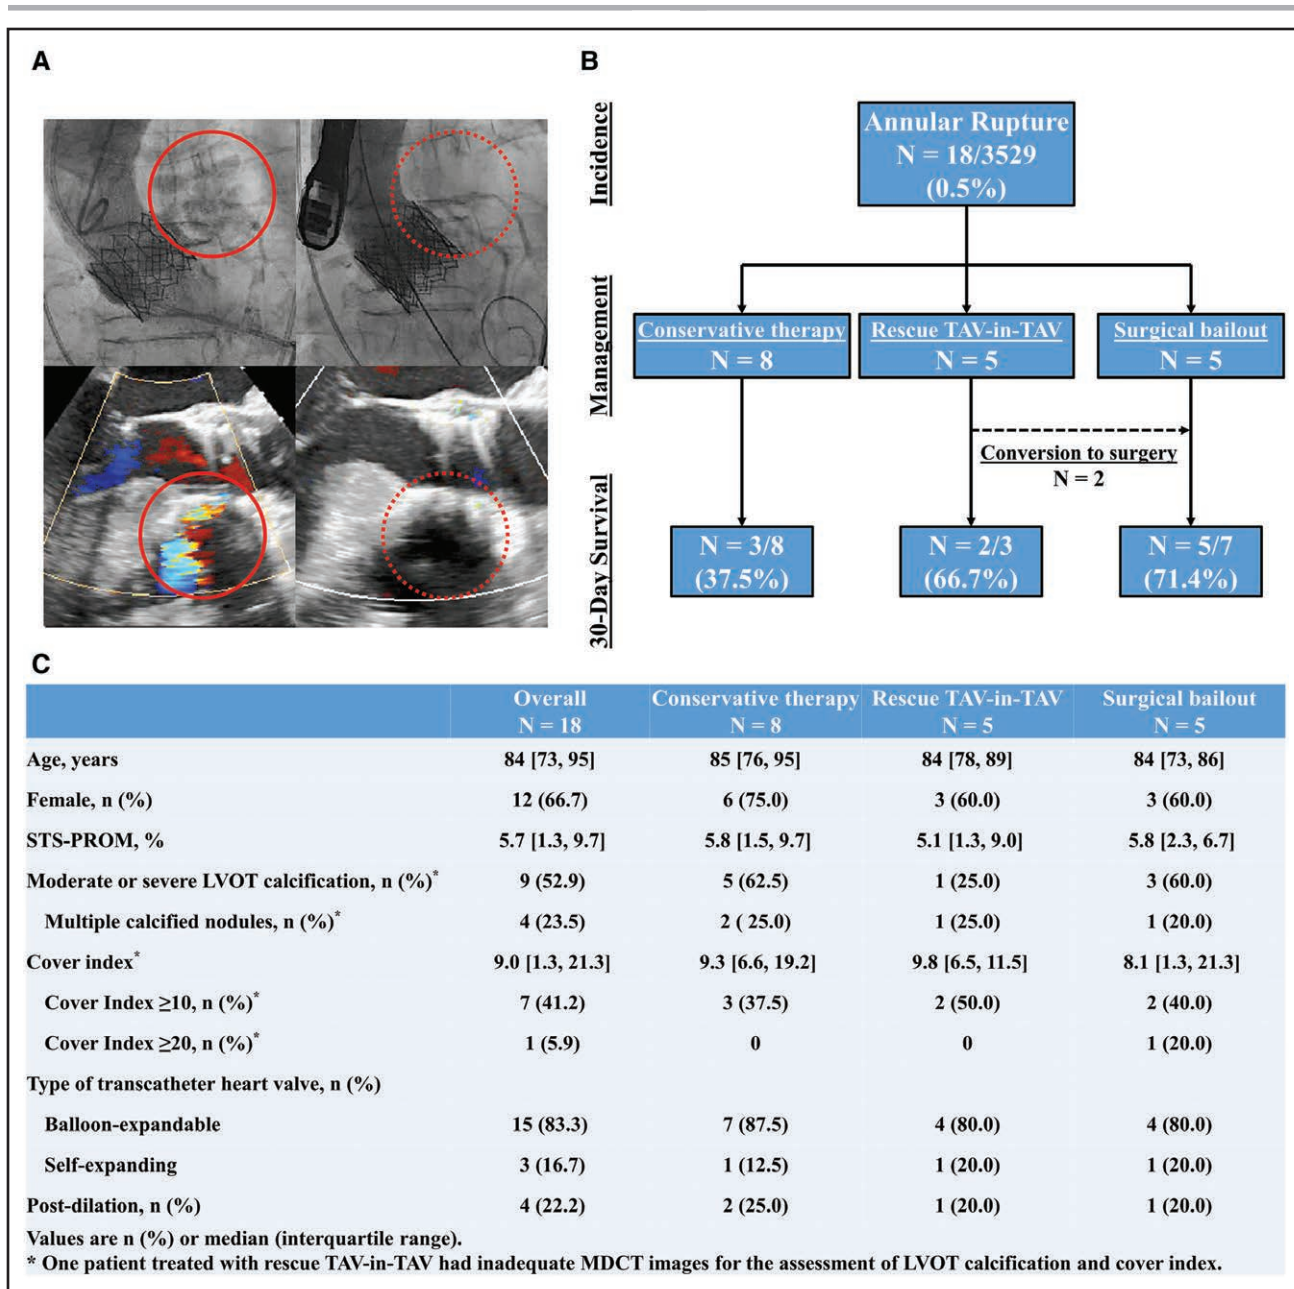 A
B
Incidence
Annular Rupture
N = 18/3529
(0.5%)
Management
Conservative therapy
N = 8
Rescue TAV-in-TAV
N = 5
Surgical bailout
N = 5
Conversion to surgery
N = 2
30-Day Survival
N = 3/8
(37.5%)
N = 2/3
(66.7%)
N = 5/7
(71.4%)
C
Overall Conservative therapy Rescue TAV-in-TAV Surgical bailout
N = 18 N = 8 N = 5 N = 5
Age, years 84 [73, 95] 85 [76, 95] 84 [78, 89] 84 [73, 86]
Female, n (%) 12 (66.7) 6 (75.0) 3 (60.0) 3 (60.0)
STS-PROM, % 5.7 [1.3, 9.7] 5.8 [1.5, 9.7] 5.1 [1.3, 9.0] 5.8 [2.3, 6.7]
Moderate or severe LVOT calcification, n (%)* 9 (52.9) 5 (62.5) 1 (25.0) 3 (60.0)
Multiple calcified nodules, n (%)* 4 (23.5) 2 ( 25.0) 1 (25.0) 1 (20.0)
Cover index* 9.0 [1.3, 21.3] 9.3 [6.6, 19.2] 9.8 [6.5, 11.5] 8.1 [1.3, 21.3]
Cover Index ≥10, n (%)* 7 (41.2) 3 (37.5) 2 (50.0) 2 (40.0)
Cover Index ≥20, n (%)* 1 (5.9) 0 0 1 (20.0)
Type of transcatheter heart valve, n (%)
Balloon-expandable 15 (83.3) 7 (87.5) 4 (80.0) 4 (80.0)
Self-expanding 3 (16.7) 1 (12.5) 1 (20.0) 1 (20.0)
Post-dilation, n (%) 4 (22.2) 2 (25.0) 1 (20.0) 1 (20.0)
Values are n (%) or median (interquartile range).
* One patient treated with rescue TAV-in-TAV had inadequate MDCT images for the assessment of LVOT calcification and cover index.